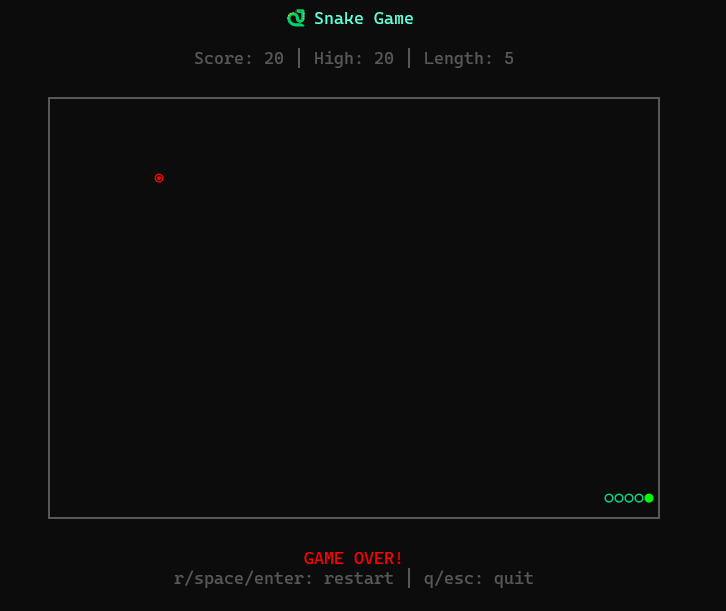 Snake Game
Score: 20 │ High: 20 │ Length: 5
GAME OVER!
r/space/enter: restart │ q/esc: quit